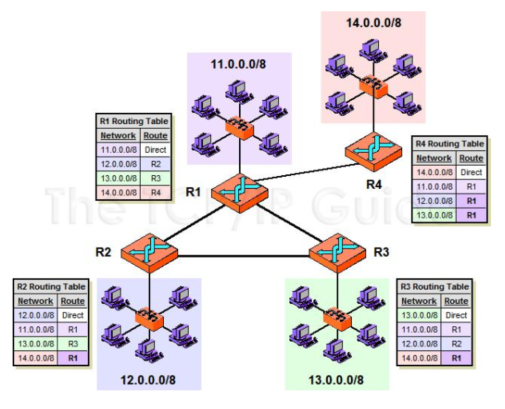 14.0.0.0/8
11.0.0.0/8
R1 Routing Table
Network Route
11.0.0.0/8 Direct
12.0.0.0/8 R2
13.0.0.0/8 R3
14.0.0.0/8 R4
R4 Routing Table
Network Route
14.0.0.0/8 Direct
11.0.0.0/8 R1
12.0.0.0/8 R1
13.0.0.0/8 R1
R4
R1
The TCP/IP Guide
R2
R3
R2 Routing Table
Network Route
12.0.0.0/8 Direct
11.0.0.0/8 R1
13.0.0.0/8 R3
14.0.0.0/8 R1
R3 Routing Table
Network Route
13.0.0.0/8 Direct
11.0.0.0/8 R1
12.0.0.0/8 R2
14.0.0.0/8 R1
12.0.0.0/8
13.0.0.0/8